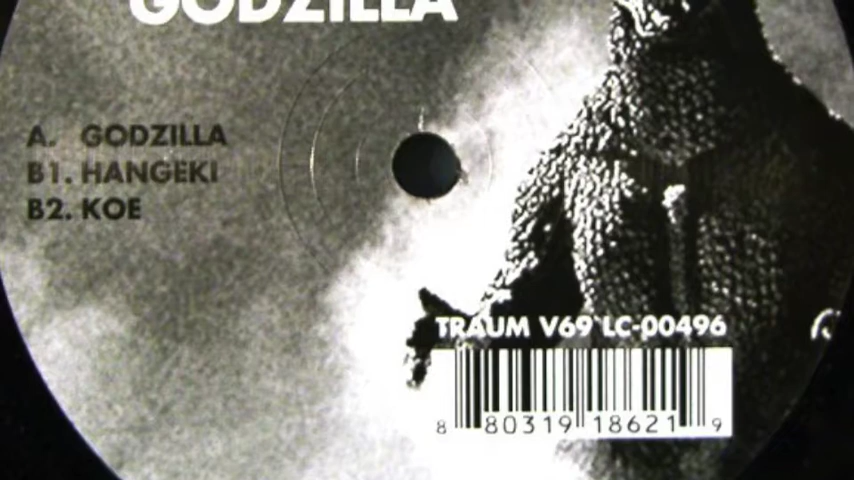 GODZILLA
A. GODZILLA
B1. HANGEKI
B2. KOE
TRAUM V69 LC-00496
8 80319 18621 9